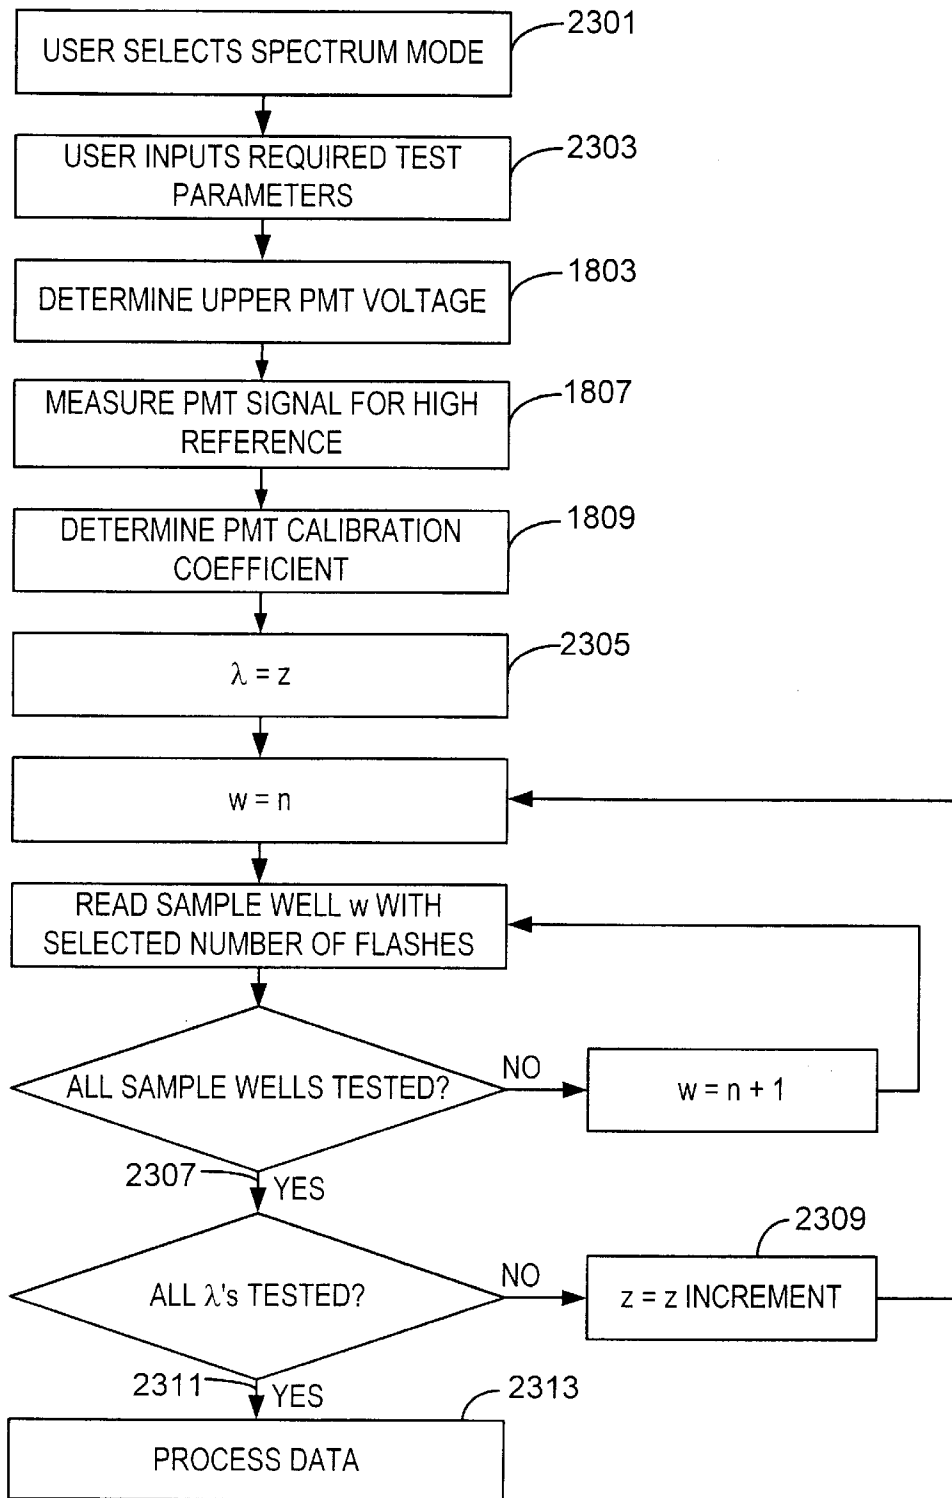 2301
USER SELECTS SPECTRUM MODE
2303
USER INPUTS REQUIRED TEST
PARAMETERS
1803
DETERMINE UPPER PMT VOLTAGE
1807
MEASURE PMT SIGNAL FOR HIGH
REFERENCE
1809
DETERMINE PMT CALIBRATION
COEFFICIENT
2305
λ = z
w = n
READ SAMPLE WELL w WITH
SELECTED NUMBER OF FLASHES
ALL SAMPLE WELLS TESTED?
NO
w = n + 1
2307
YES
2309
ALL λ's TESTED?
NO
z = z INCREMENT
2311
YES
2313
PROCESS DATA